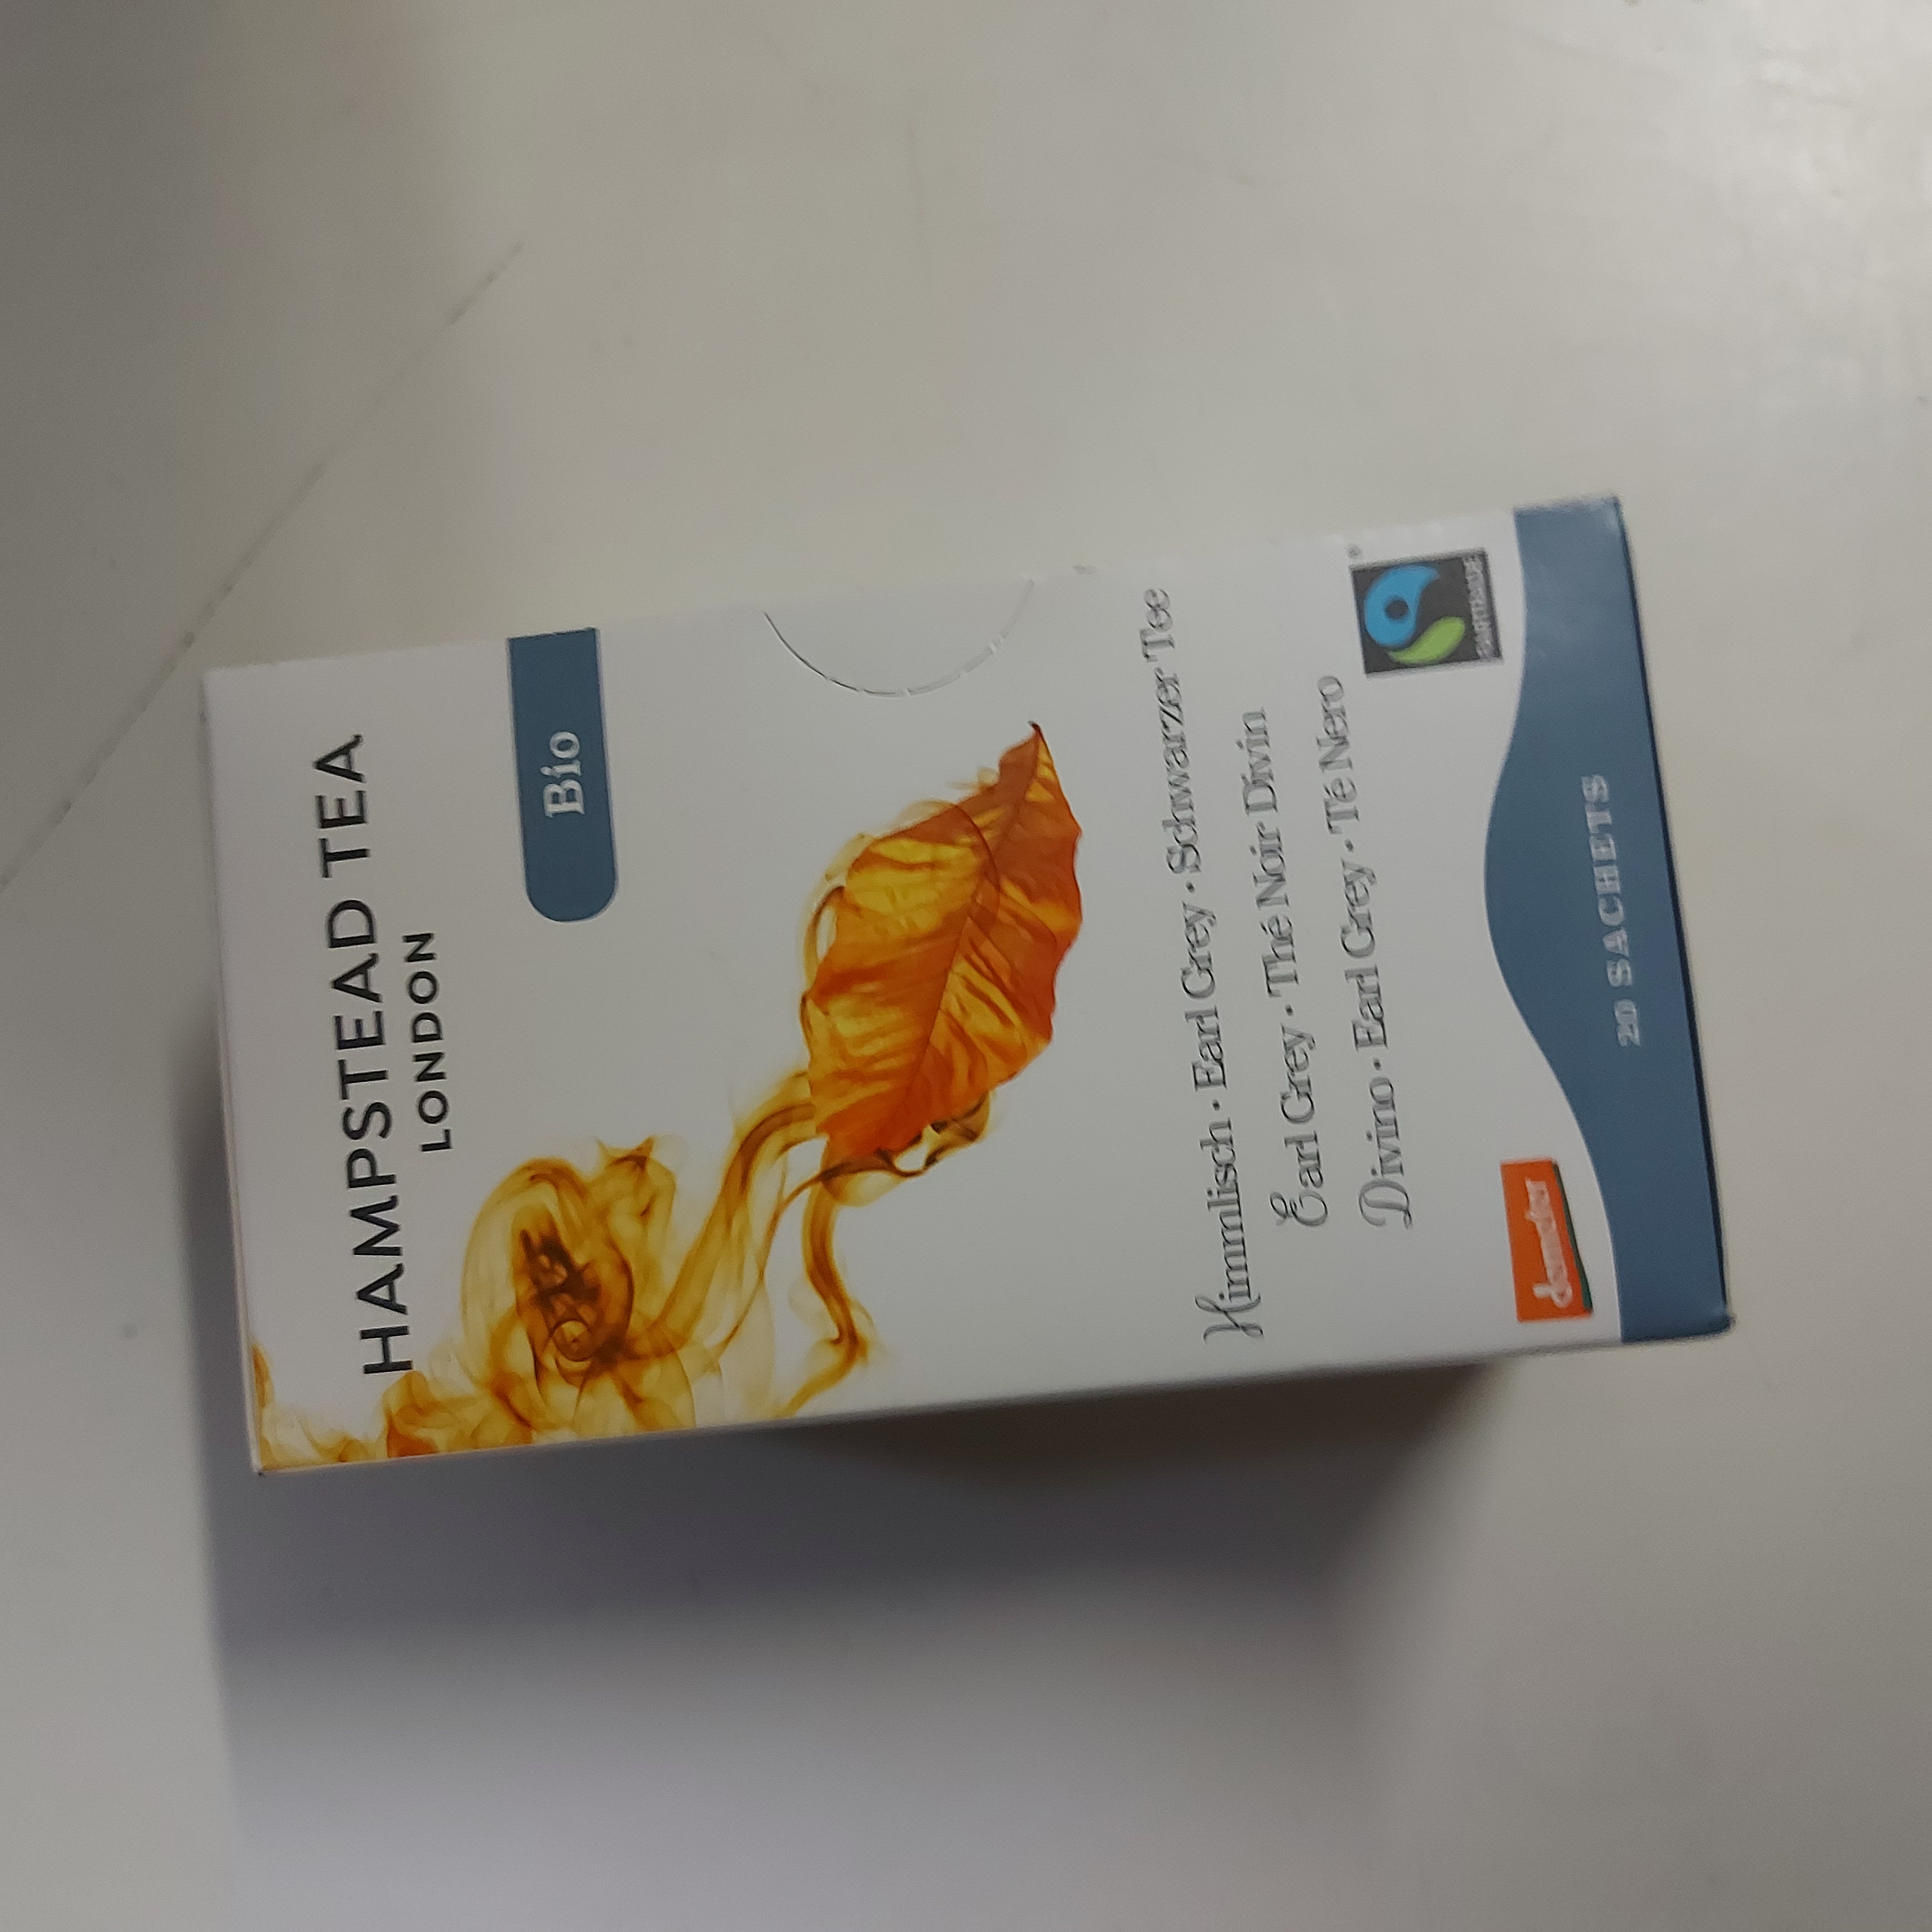 HAMPSTEAD TEA
LONDON
Bio
Himmlisch · Earl Grey · Schwarzer Tee
Earl Grey · Thé Noir Divin
Divino · Earl Grey · Té Nero
FAIRTRADE
demeter
20 SACHETS